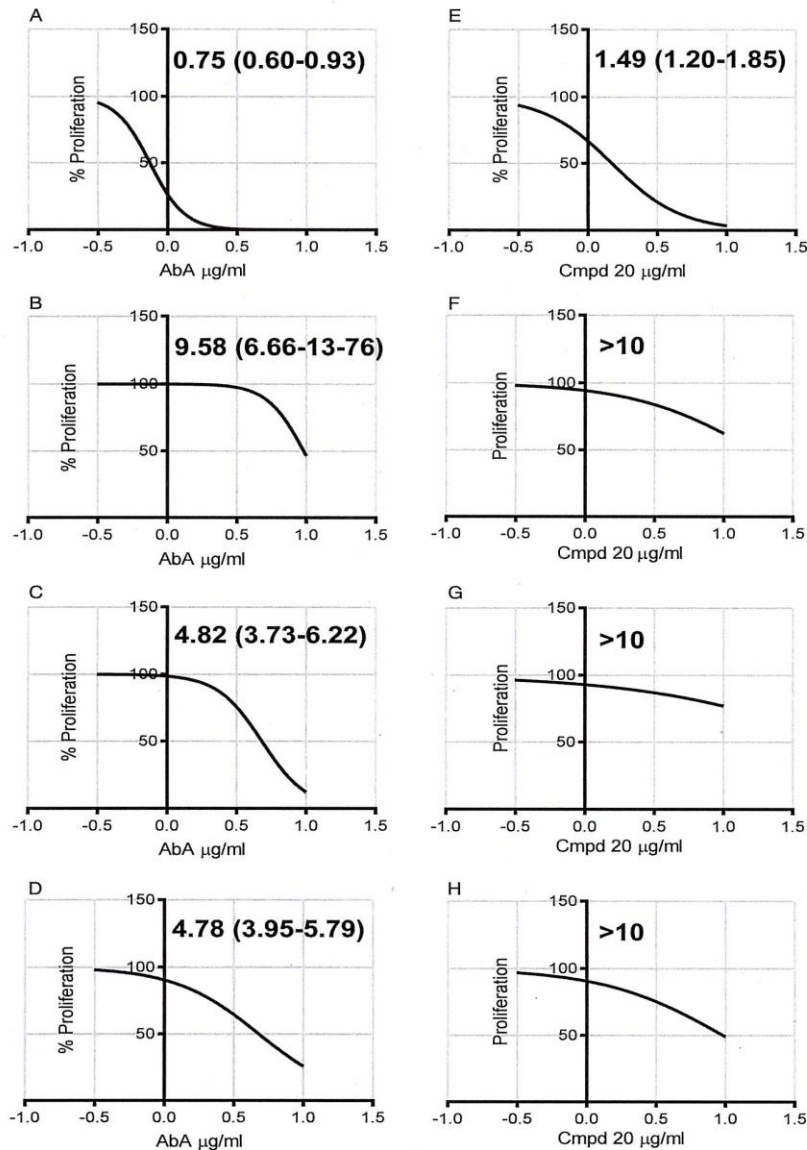 A
150
0.75 (0.60-0.93)
100
50
% Proliferation
-1.0 -0.5 0.0 0.5 1.0 1.5
AbA μg/ml
E
150
1.49 (1.20-1.85)
100
50
% Proliferation
-1.0 -0.5 0.0 0.5 1.0 1.5
Cmpd 20 μg/ml
B
150
9.58 (6.66-13-76)
100
50
% Proliferation
-1.0 -0.5 0.0 0.5 1.0 1.5
AbA μg/ml
F
150
>10
100
50
Proliferation
-1.0 -0.5 0.0 0.5 1.0 1.5
Cmpd 20 μg/ml
C
150
4.82 (3.73-6.22)
100
50
% Proliferation
-1.0 -0.5 0.0 0.5 1.0 1.5
AbA μg/ml
G
150
>10
100
50
Proliferation
-1.0 -0.5 0.0 0.5 1.0 1.5
Cmpd 20 μg/ml
D
150
4.78 (3.95-5.79)
100
50
% Proliferation
-1.0 -0.5 0.0 0.5 1.0 1.5
AbA μg/ml
H
150
>10
100
50
Proliferation
-1.0 -0.5 0.0 0.5 1.0 1.5
Cmpd 20 μg/ml